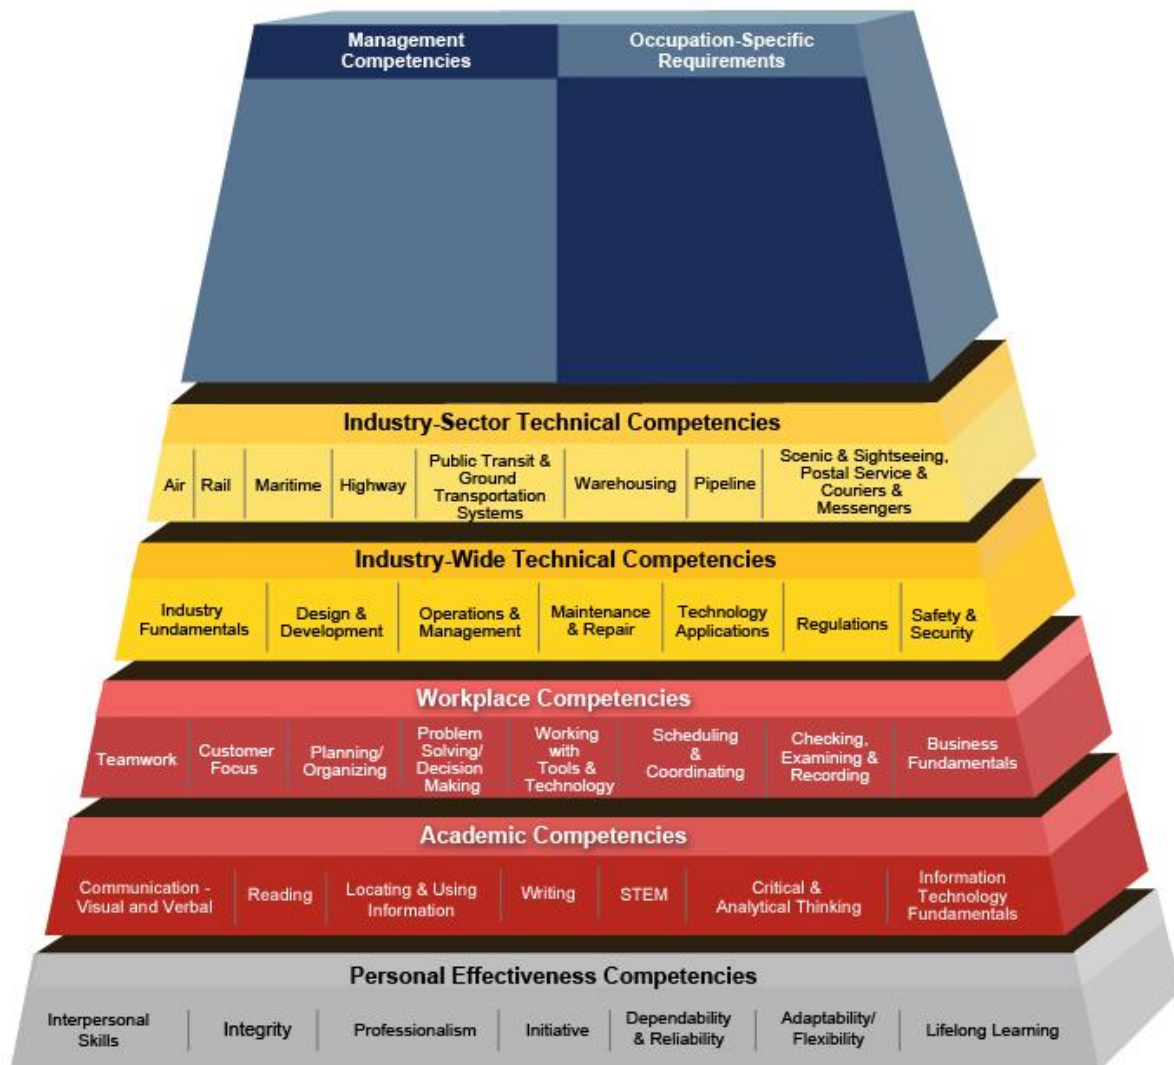 Management
Competencies
Occupation-Specific
Requirements
Industry-Sector Technical Competencies
Air
Rail
Maritime
Highway
Public Transit &
Ground
Transportation
Systems
Warehousing
Pipeline
Scenic & Sightseeing,
Postal Service &
Couriers &
Messengers
Industry-Wide Technical Competencies
Industry
Fundamentals
Design &
Development
Operations &
Management
Maintenance
& Repair
Technology
Applications
Regulations
Safety &
Security
Workplace Competencies
Teamwork
Customer
Focus
Planning/
Organizing
Problem
Solving/
Decision
Making
Working
with
Tools &
Technology
Scheduling
&
Coordinating
Checking,
Examining &
Recording
Business
Fundamentals
Academic Competencies
Communication -
Visual and Verbal
Reading
Locating & Using
Information
Writing
STEM
Critical &
Analytical Thinking
Information
Technology
Fundamentals
Personal Effectiveness Competencies
Interpersonal
Skills
Integrity
Professionalism
Initiative
Dependability
& Reliability
Adaptability/
Flexibility
Lifelong Learning